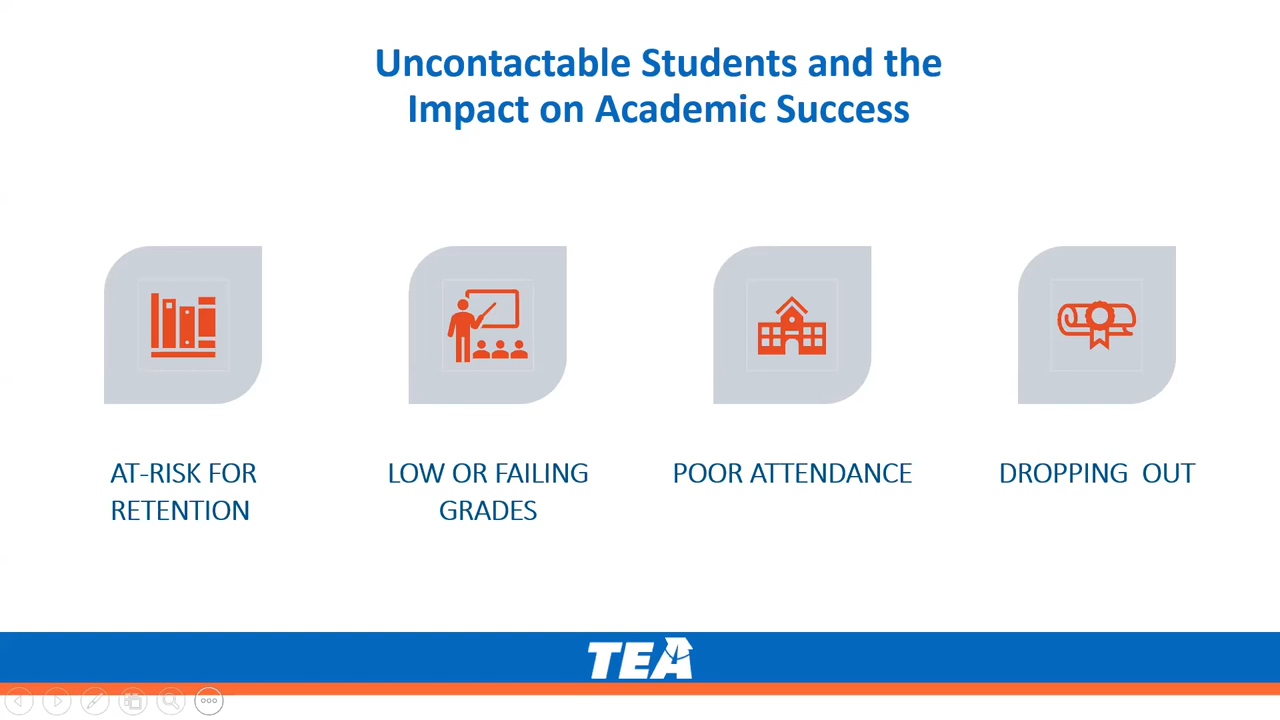 Uncontactable Students and the
Impact on Academic Success
AT-RISK FOR
RETENTION
LOW OR FAILING
GRADES
POOR ATTENDANCE
DROPPING  OUT
TEA